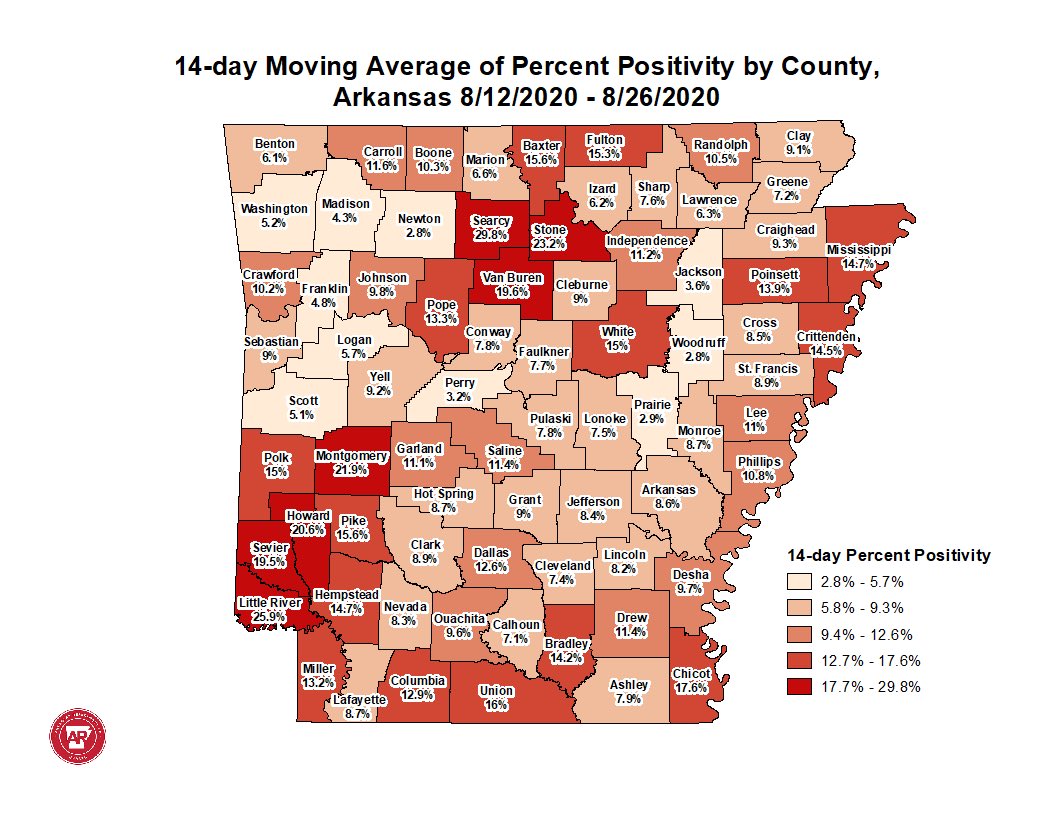 14-day Moving Average of Percent Positivity by County,
Arkansas 8/12/2020 - 8/26/2020
Benton
6.1%
Carroll
11.6%
Boone
10.3%
Marion
6.6%
Baxter
15.6%
Fulton
15.3%
Randolph
10.5%
Clay
9.1%
Izard
6.2%
Sharp
7.6%
Lawrence
6.3%
Greene
7.2%
Washington
5.2%
Madison
4.3%
Newton
2.8%
Searcy
29.8%
Stone
23.2%
Independence
11.2%
Craighead
9.3%
Mississippi
14.7%
Crawford
10.2%
Franklin
4.8%
Johnson
9.8%
Pope
13.3%
Van Buren
19.6%
Cleburne
9%
Jackson
3.6%
Poinsett
13.9%
Sebastian
9%
Logan
5.7%
Conway
7.8%
Faulkner
7.7%
White
15%
Woodruff
2.8%
Cross
8.5%
Crittenden
14.5%
St. Francis
8.9%
Scott
5.1%
Yell
9.2%
Perry
3.2%
Pulaski
7.8%
Lonoke
7.5%
Prairie
2.9%
Monroe
8.7%
Lee
11%
Phillips
10.8%
Polk
15%
Montgomery
21.9%
Garland
11.1%
Saline
11.4%
Hot Spring
8.7%
Grant
9%
Jefferson
8.4%
Arkansas
8.6%
Howard
20.6%
Pike
15.6%
Clark
8.9%
Dallas
12.6%
Cleveland
7.4%
Lincoln
8.2%
Desha
9.7%
Sevier
19.5%
Little River
25.9%
Hempstead
14.7%
Nevada
8.3%
Ouachita
9.6%
Calhoun
7.1%
Bradley
14.2%
Drew
11.4%
Miller
13.2%
Lafayette
8.7%
Columbia
12.9%
Union
16%
Ashley
7.9%
Chicot
17.6%
14-day Percent Positivity
2.8% - 5.7%
5.8% - 9.3%
9.4% - 12.6%
12.7% - 17.6%
17.7% - 29.8%
AR